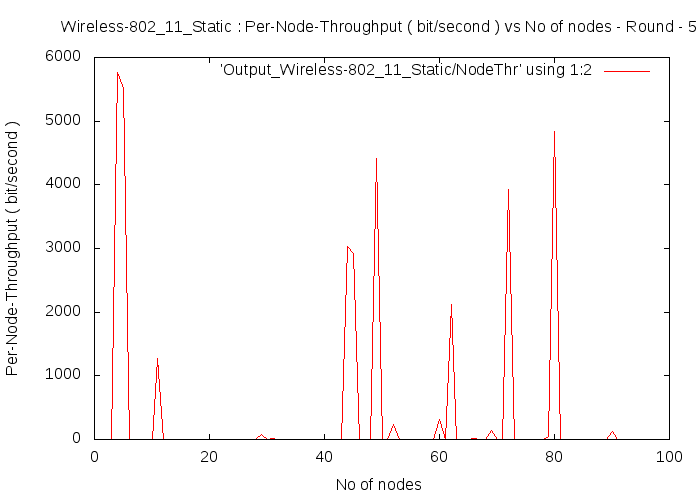 Wireless-802_11_Static : Per-Node-Throughput ( bit/second ) vs No of nodes - Round - 5
'Output_Wireless-802_11_Static/NodeThr' using 1:2
Per-Node-Throughput ( bit/second )
6000
5000
4000
3000
2000
1000
0
0 20 40 60 80 100
No of nodes